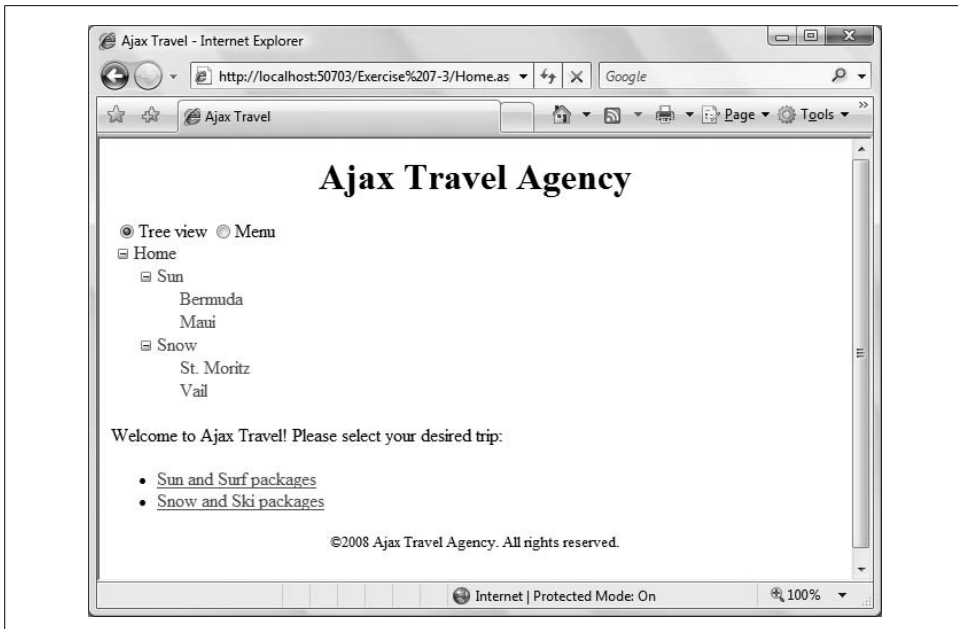 Ajax Travel - Internet Explorer
http://localhost:50703/Exercise%207-3/Home.as
Google
Ajax Travel
Page
Tools
Ajax Travel Agency
Tree view Menu
Home
Sun
Bermuda
Maui
Snow
St. Moritz
Vail
Welcome to Ajax Travel! Please select your desired trip:
• Sun and Surf packages
• Snow and Ski packages
©2008 Ajax Travel Agency. All rights reserved.
Internet | Protected Mode: On
100%